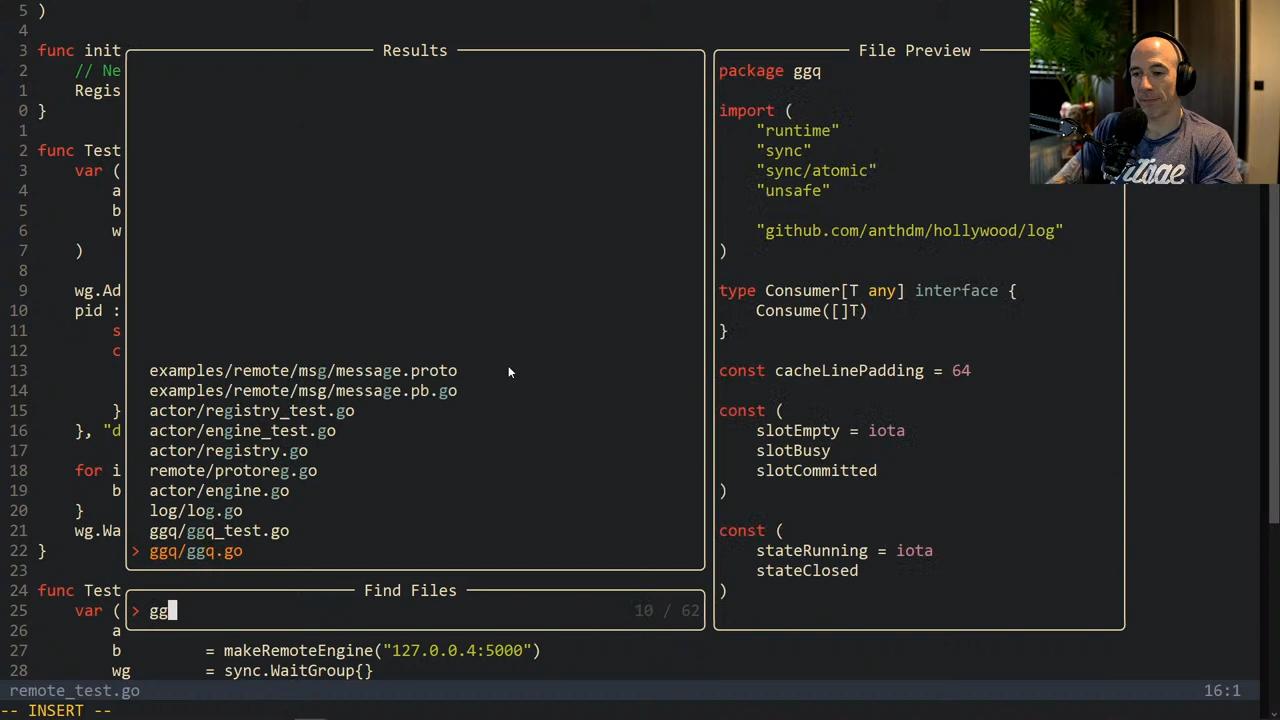 5 )
4
3 func init
2 // Ne
1 Regis
0 }
1
2 func Test
3 var (
4 a
5 b
6 w
7 )
8
9 wg.Ad
10 pid :
11 s
12 c
13
14
15 }
16 }, "d
17
18 for i
19 b
20 }
21 wg.Wa
22 }
23
24 func Test
25 var (
26 a
27 b = makeRemoteEngine("127.0.0.4:5000")
28 wg = sync.WaitGroup{}
Results
examples/remote/msg/message.proto
examples/remote/msg/message.pb.go
actor/registry_test.go
actor/engine_test.go
actor/registry.go
remote/protoreg.go
actor/engine.go
log/log.go
ggq/ggq_test.go
> ggq/ggq.go
Find Files
> gg 10 / 62
File Preview
package ggq
import (
"runtime"
"sync"
"sync/atomic"
"unsafe"
"github.com/anthdm/hollywood/log"
)
type Consumer[T any] interface {
Consume([]T)
}
const cacheLinePadding = 64
const (
slotEmpty = iota
slotBusy
slotCommitted
)
const (
stateRunning = iota
stateClosed
)
remote_test.go 16:1
-- INSERT --